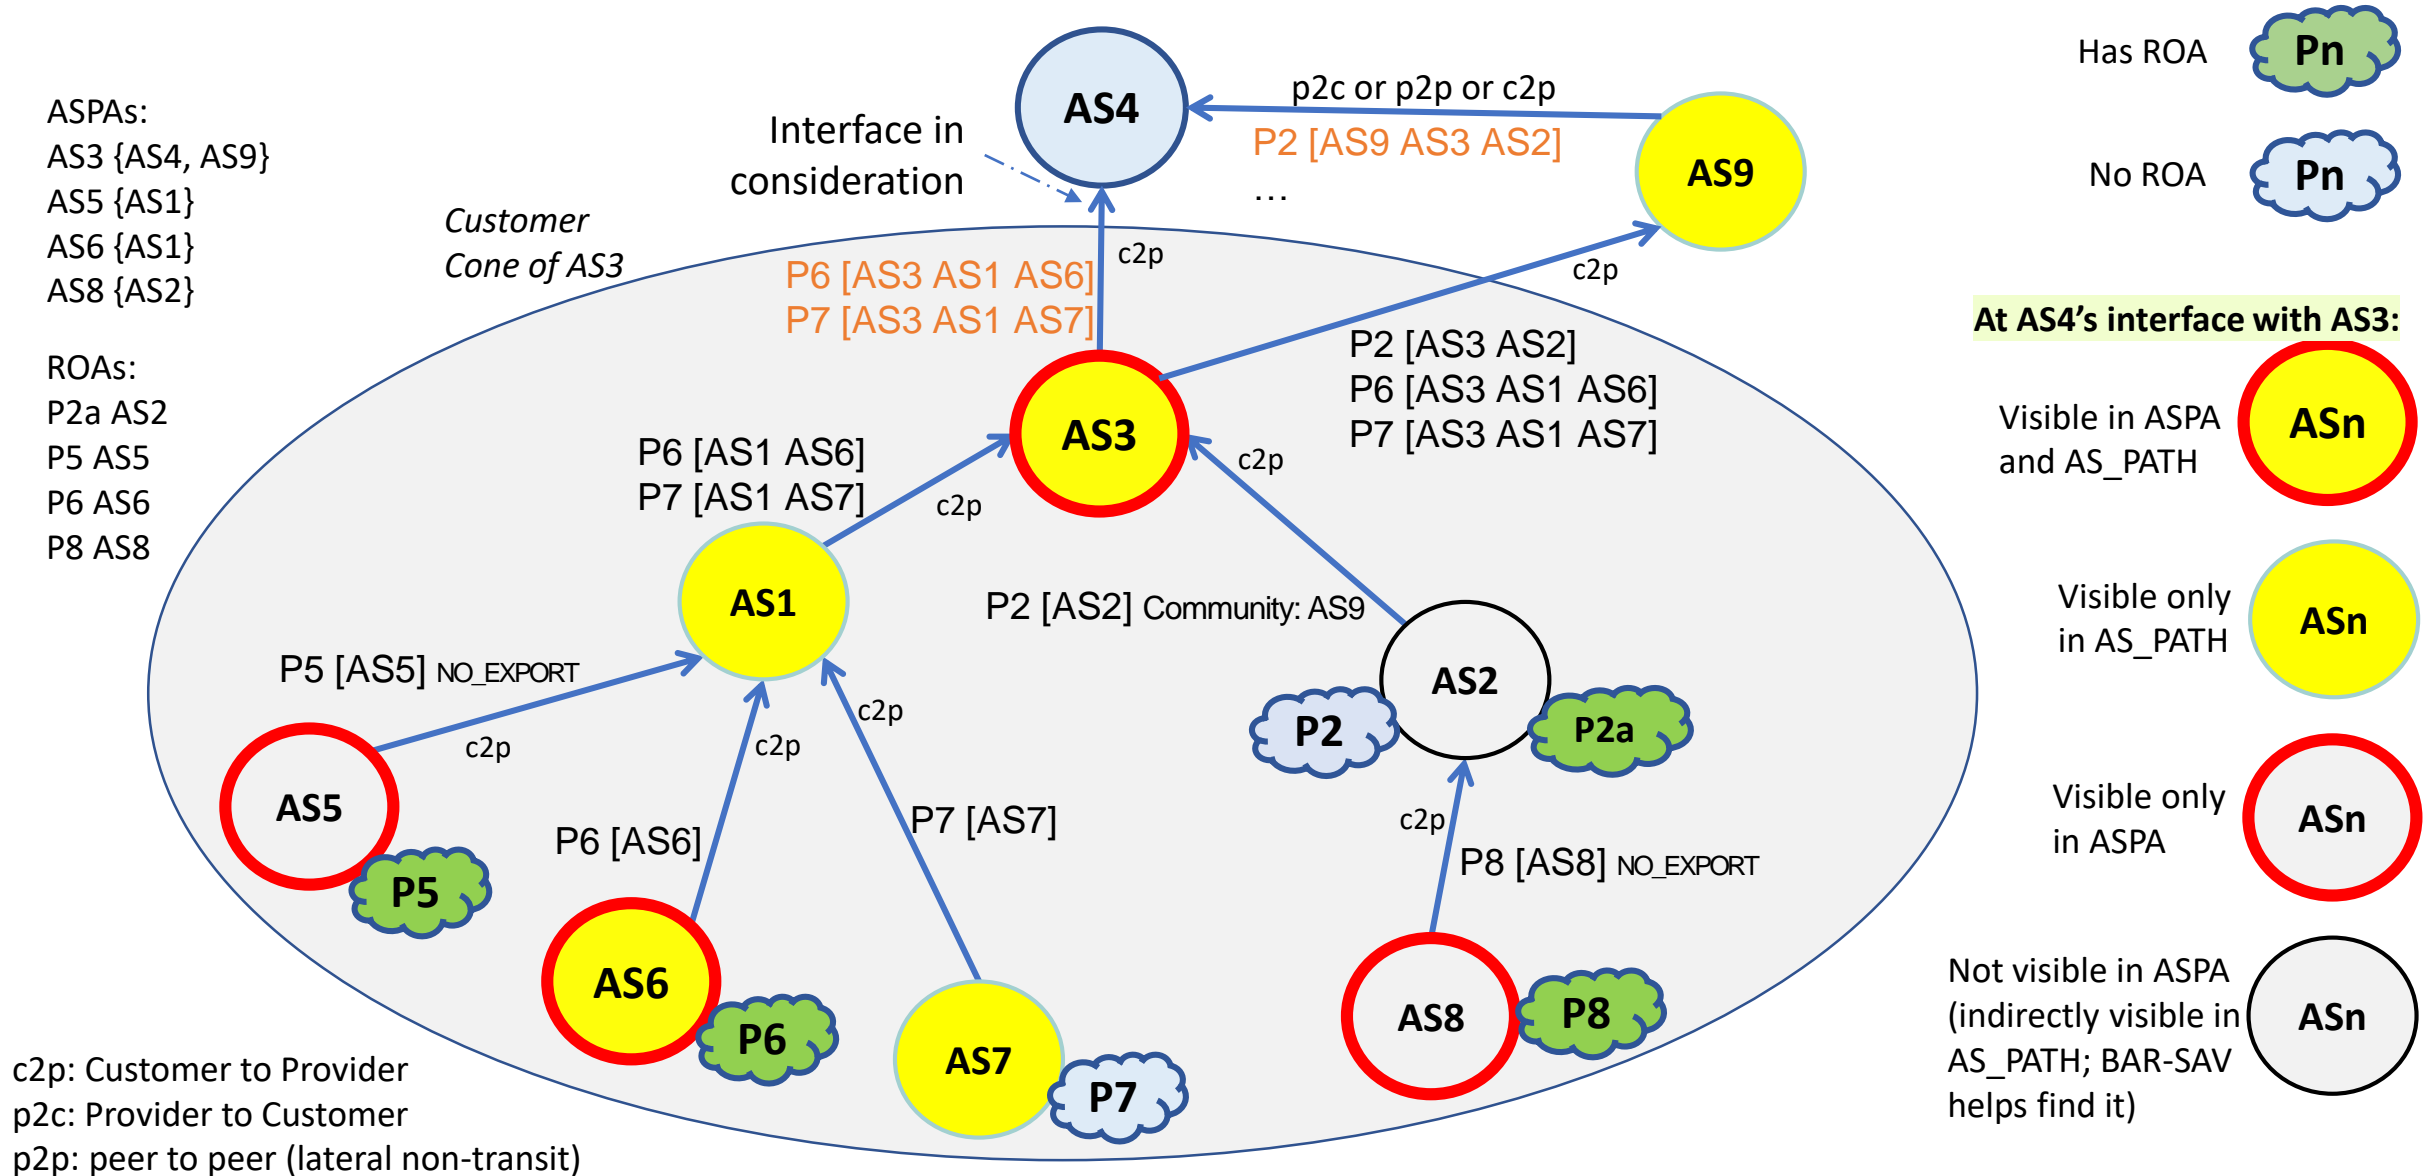 ASPAs:
AS3 {AS4, AS9}
AS5 {AS1}
AS6 {AS1}
AS8 {AS2}
ROAs:
P2a AS2
P5 AS5
P6 AS6
P8 AS8
Customer
Cone of AS3
Interface in
consideration
AS4
p2c or p2p or c2p
P2 [AS9 AS3 AS2]
...
AS9
c2p
c2p
P6 [AS3 AS1 AS6]
P7 [AS3 AS1 AS7]
P2 [AS3 AS2]
P6 [AS3 AS1 AS6]
P7 [AS3 AS1 AS7]
AS3
P6 [AS1 AS6]
P7 [AS1 AS7]
c2p
c2p
AS1
P2 [AS2] Community: AS9
AS2
P2
P2a
P5 [AS5] NO_EXPORT
c2p
c2p
c2p
AS5
P5
P6 [AS6]
P7 [AS7]
c2p
P8 [AS8] NO_EXPORT
AS6
P6
AS7
P7
AS8
P8
c2p: Customer to Provider
p2c: Provider to Customer
p2p: peer to peer (lateral non-transit)
Has ROA
Pn
No ROA
Pn
At AS4’s interface with AS3:
Visible in ASPA
and AS_PATH
ASn
Visible only
in AS_PATH
ASn
Visible only
in ASPA
ASn
Not visible in ASPA
(indirectly visible in
AS_PATH; BAR-SAV
helps find it)
ASn